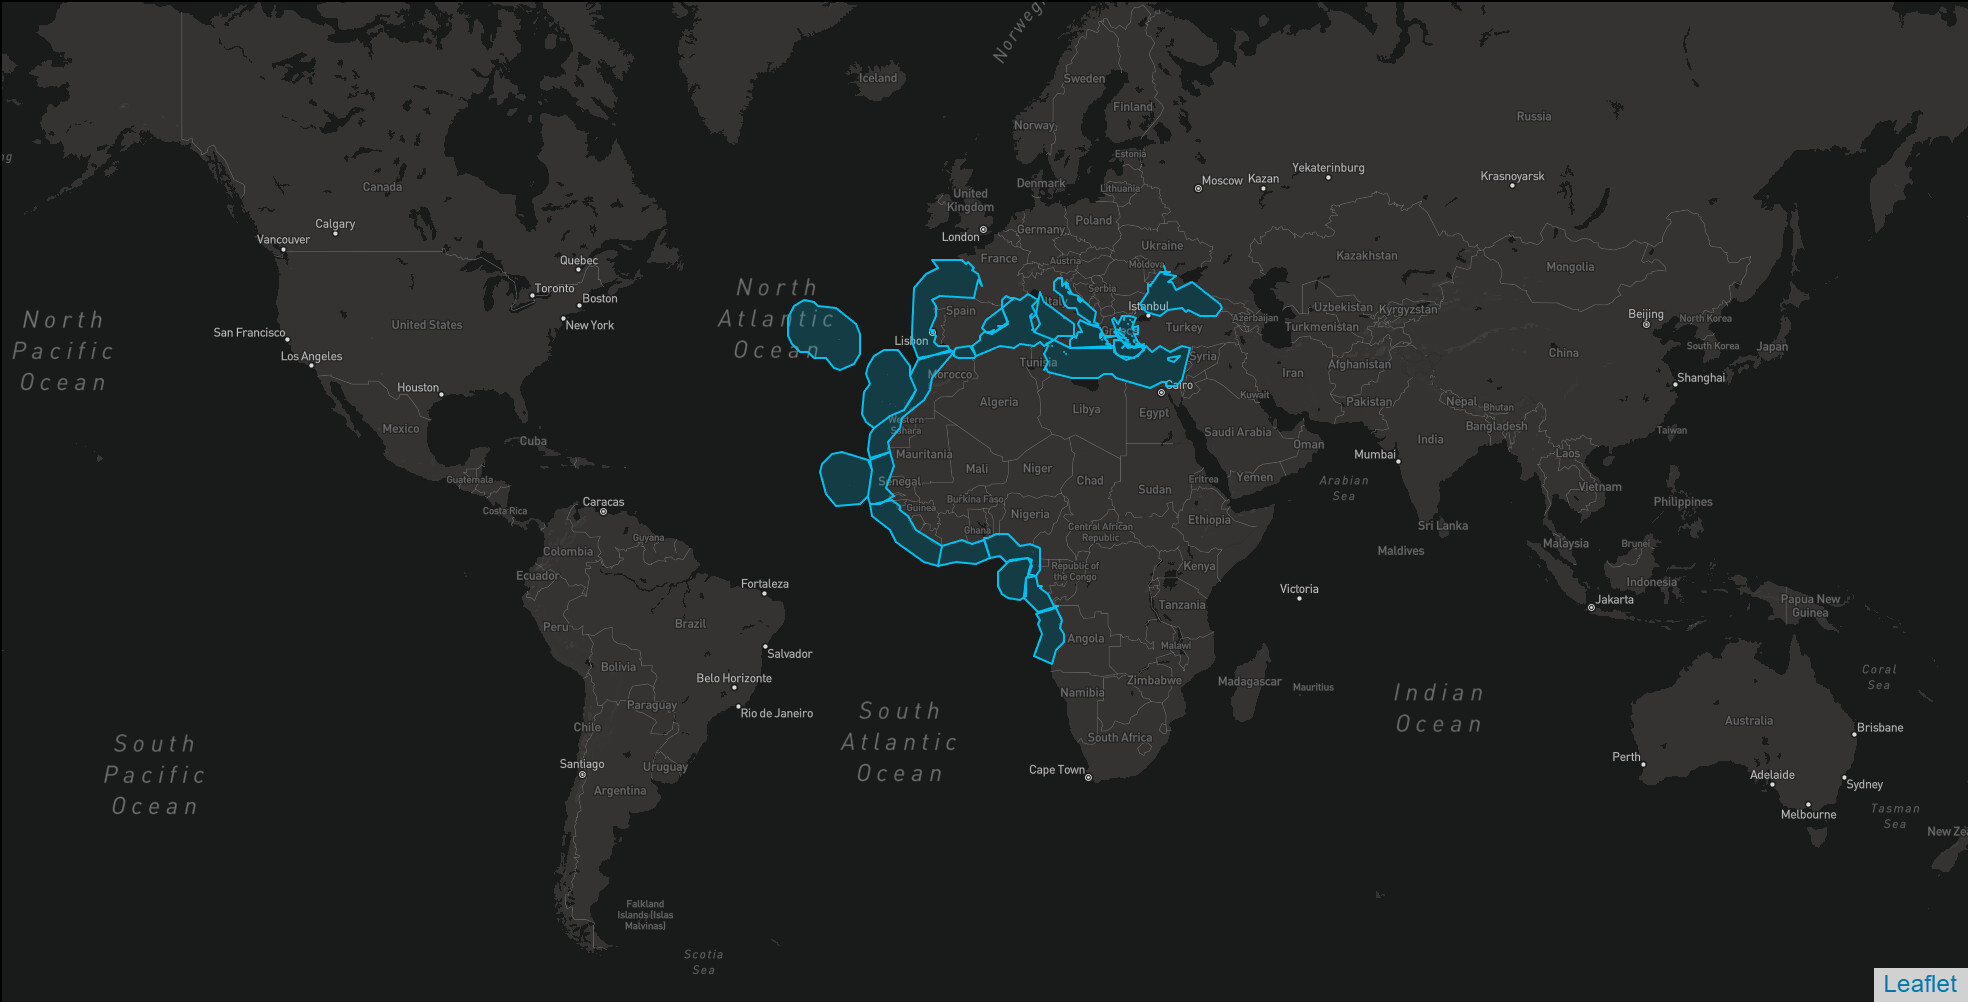 Norwegi
Iceland
Sweden
Finland
Norway
Russia
Estonia
ng
Canada
United
Kingdom
Denmark
Lithuania
Moscow
Kazan
Yekaterinburg
Krasnoyarsk
Calgary
Vancouver
London
Germany
Poland
Ukraine
Quebec
France
Austria
Moldova
Kazakhstan
Mongolia
Toronto
Boston
North
Atlantic
Ocean
Italy
Serbia
Istanbul
Uzbekistan
Kyrgyzstan
North
Pacific
Ocean
United States
New York
San Francisco
Los Angeles
Lisbon
Spain
Greece
Turkey
Azerbaijan
Turkmenistan
Beijing
North Korea
South Korea
Japan
China
Houston
Morocco
Tunisia
Syria
Iran
Afghanistan
Shanghai
Cairo
Mexico
Algeria
Libya
Egypt
Kuwait
Pakistan
Nepal
Bhutan
Bangladesh
Taiwan
Western
Sahara
Saudi Arabia
Oman
India
Cuba
Mauritania
Mali
Niger
Chad
Sudan
Eritrea
Yemen
Mumbai
Arabian
Sea
Laos
Vietnam
Philippines
Guatemala
Costa Rica
Caracas
Senegal
Guinea
Burkina Faso
Ghana
Nigeria
Central African
Republic
Ethiopia
Sri Lanka
Maldives
Malaysia
Brunei
Guyana
Colombia
Ecuador
Republic of
the Congo
Kenya
Indonesia
Fortaleza
Victoria
Jakarta
Papua New
Guinea
Peru
Brazil
Tanzania
Angola
Malawi
Salvador
Bolivia
Belo Horizonte
Zimbabwe
Madagascar
Mauritius
Coral
Sea
Namibia
Indian
Ocean
Paraguay
Rio de Janeiro
South
Atlantic
Ocean
Chile
South Africa
Australia
Brisbane
South
Pacific
Ocean
Santiago
Uruguay
Cape Town
Perth
Adelaide
Sydney
Argentina
Melbourne
Tasman
Sea
New Zea
Falkland
Islands (Islas
Malvinas)
Scotia
Sea
Leaflet